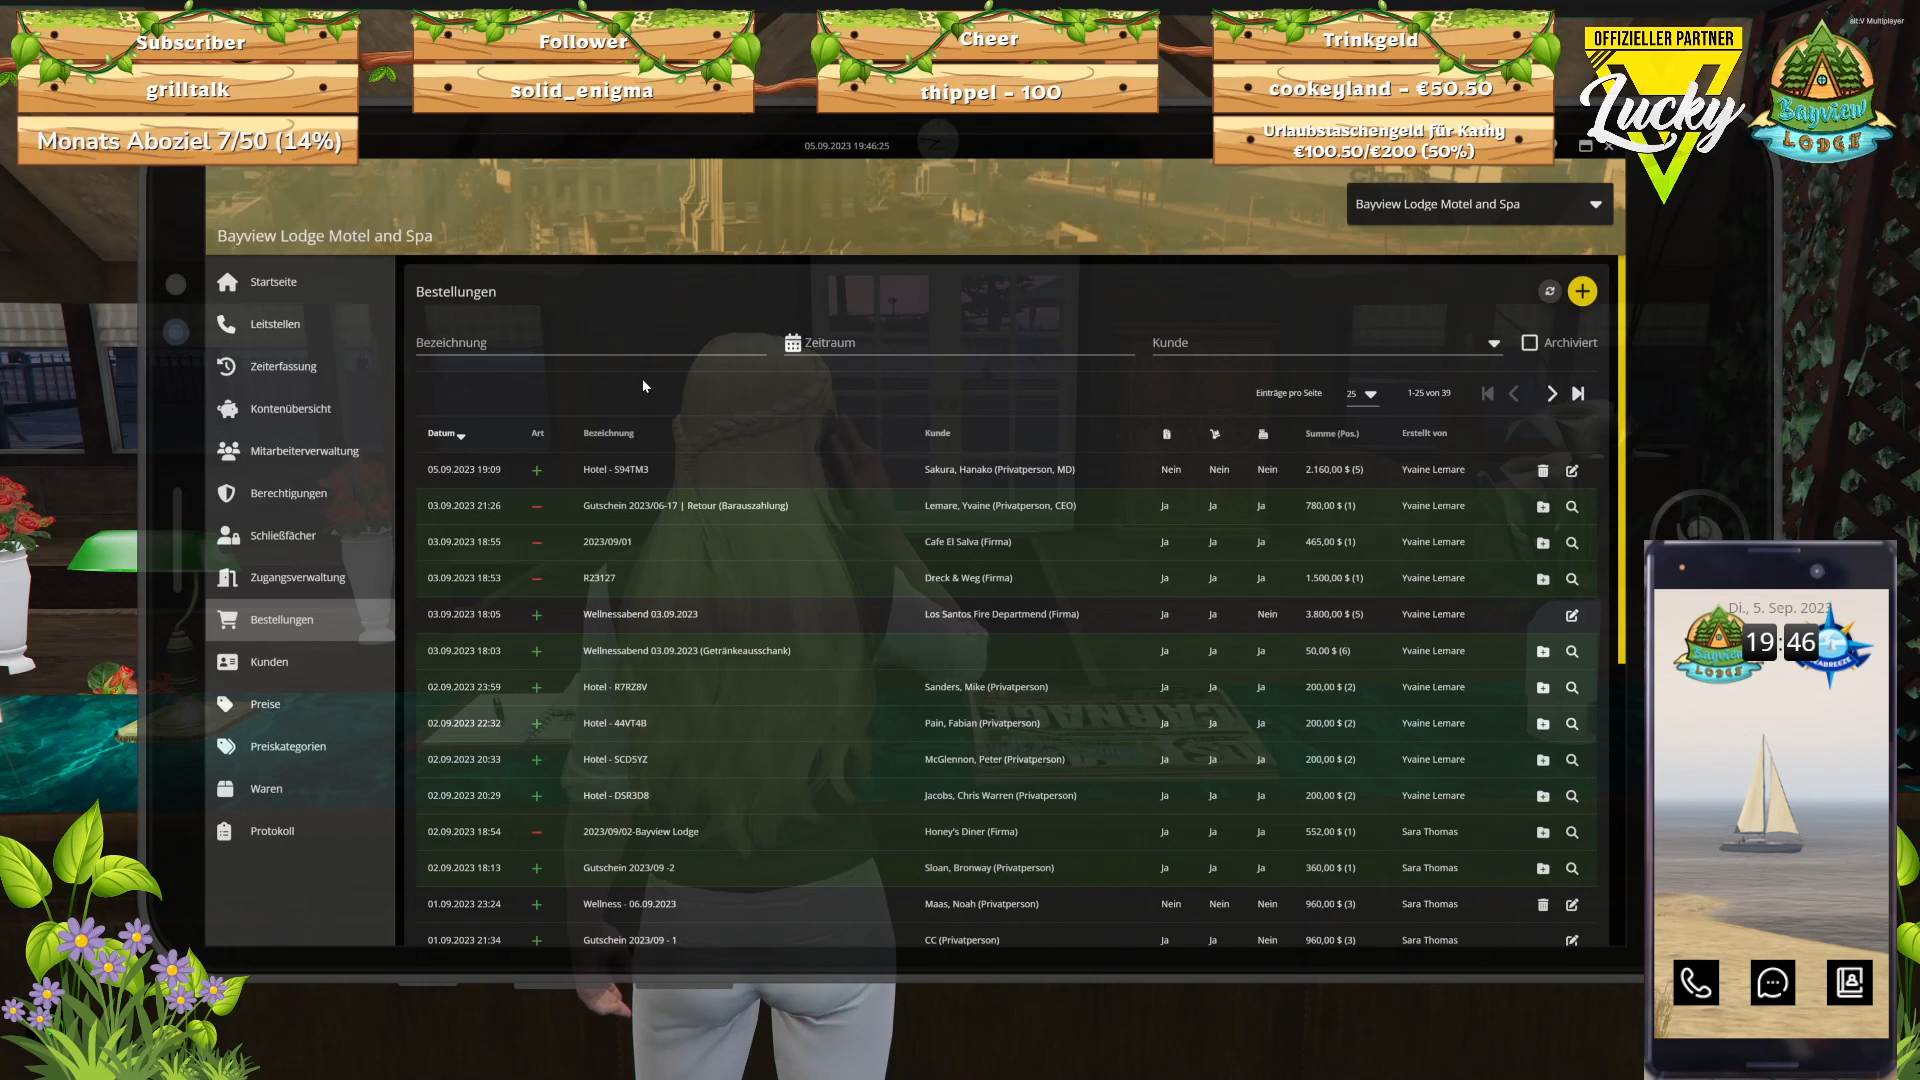 alt:V Multiplayer
Subscriber
Follower
Cheer
Trinkgeld
OFFIZIELLER PARTNER
Lucky
V
Bayview
LODGE
grilltalk
solid_enigma
thippel - 100
cookeyland - €50.50
Monats Aboziel 7/50 (14%)
Urlaubstaschengeld für Kathy
€100.50/€200 (50%)
05.09.2023 19:46:25
Bayview Lodge Motel and Spa
Bayview Lodge Motel and Spa
Startseite
Leitstellen
Zeiterfassung
Kontenübersicht
Mitarbeiterverwaltung
Berechtigungen
Schließfächer
Zugangsverwaltung
Bestellungen
Kunden
Preise
Preiskategorien
Waren
Protokoll
Bestellungen
Bezeichnung Zeitraum Kunde Archiviert
Einträge pro Seite 25 1-25 von 39
Datum Art Bezeichnung Kunde Summe (Pos.) Erstellt von
05.09.2023 19:09 + Hotel - S94TM3 Sakura, Hanako (Privatperson, MD) Nein Nein Nein 2.160,00 $ (5) Yvaine Lemare
03.09.2023 21:26 – Gutschein 2023/06-17 | Retour (Barauszahlung) Lemare, Yvaine (Privatperson, CEO) Ja Ja Ja 780,00 $ (1) Yvaine Lemare
03.09.2023 18:55 – 2023/09/01 Cafe El Salva (Firma) Ja Ja Ja 465,00 $ (1) Yvaine Lemare
03.09.2023 18:53 – R23127 Dreck & Weg (Firma) Ja Ja Ja 1.500,00 $ (1) Yvaine Lemare
03.09.2023 18:05 + Wellnessabend 03.09.2023 Los Santos Fire Departmend (Firma) Ja Ja Nein 3.800,00 $ (5) Yvaine Lemare
03.09.2023 18:03 + Wellnessabend 03.09.2023 (Getränkeausschank) Ja Ja Ja 50,00 $ (6) Yvaine Lemare
02.09.2023 23:59 + Hotel - R7RZ8V Sanders, Mike (Privatperson) Ja Ja Ja 200,00 $ (2) Yvaine Lemare
02.09.2023 22:32 + Hotel - 44VT4B Pain, Fabian (Privatperson) Ja Ja Ja 200,00 $ (2) Yvaine Lemare
02.09.2023 20:33 + Hotel - SCD5YZ McGlennon, Peter (Privatperson) Ja Ja Ja 200,00 $ (2) Yvaine Lemare
02.09.2023 20:29 + Hotel - DSR3D8 Jacobs, Chris Warren (Privatperson) Ja Ja Ja 200,00 $ (2) Yvaine Lemare
02.09.2023 18:54 – 2023/09/02-Bayview Lodge Honey's Diner (Firma) Ja Ja Ja 552,00 $ (1) Sara Thomas
02.09.2023 18:13 + Gutschein 2023/09 -2 Sloan, Bronway (Privatperson) Ja Ja Ja 360,00 $ (1) Sara Thomas
01.09.2023 23:24 + Wellness - 06.09.2023 Maas, Noah (Privatperson) Nein Nein Nein 960,00 $ (3) Sara Thomas
01.09.2023 21:34 + Gutschein 2023/09 - 1 CC (Privatperson) Ja Ja Nein 960,00 $ (3) Sara Thomas
Di., 5. Sep. 2023
19:46
Bayview
LODGE